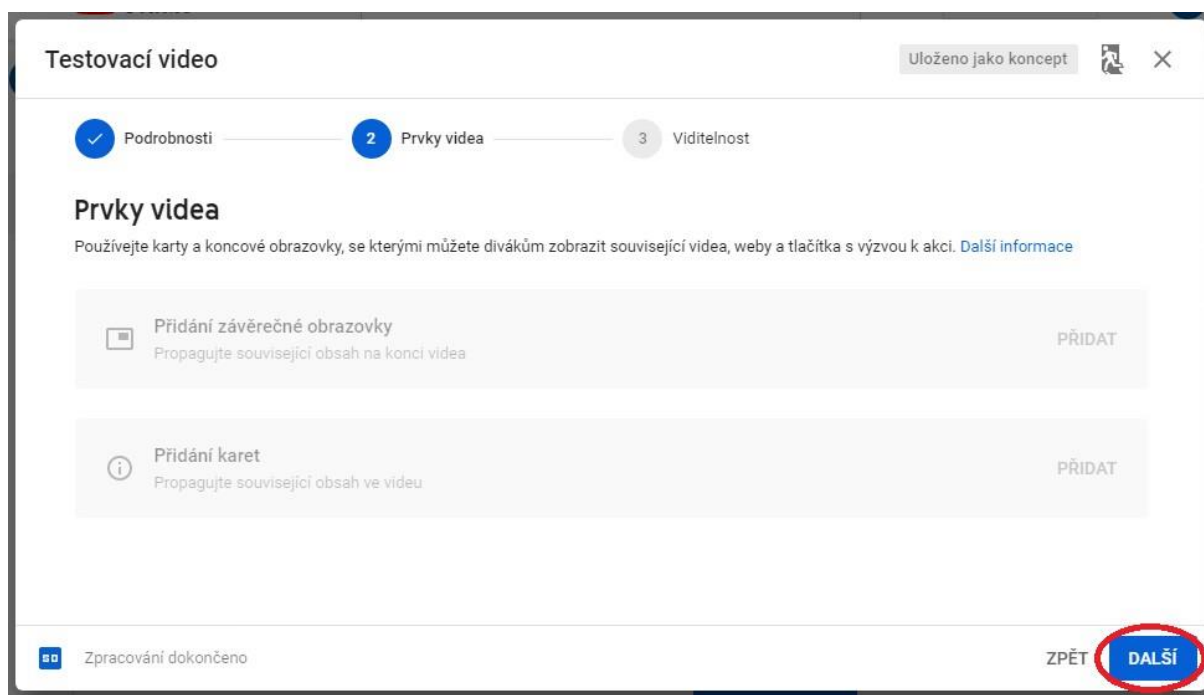 Testovací video
Uloženo jako koncept
Podrobnosti
2 Prvky videa
3 Viditelnost
Prvky videa
Používejte karty a koncové obrazovky, se kterými můžete divákům zobrazit související videa, weby a tlačítka s výzvou k akci. Další informace
Přidání závěrečné obrazovky
Propagujte související obsah na konci videa
PŘIDAT
Přidání karet
Propagujte související obsah ve videu
PŘIDAT
SD
Zpracování dokončeno
ZPĚT
DALŠÍ